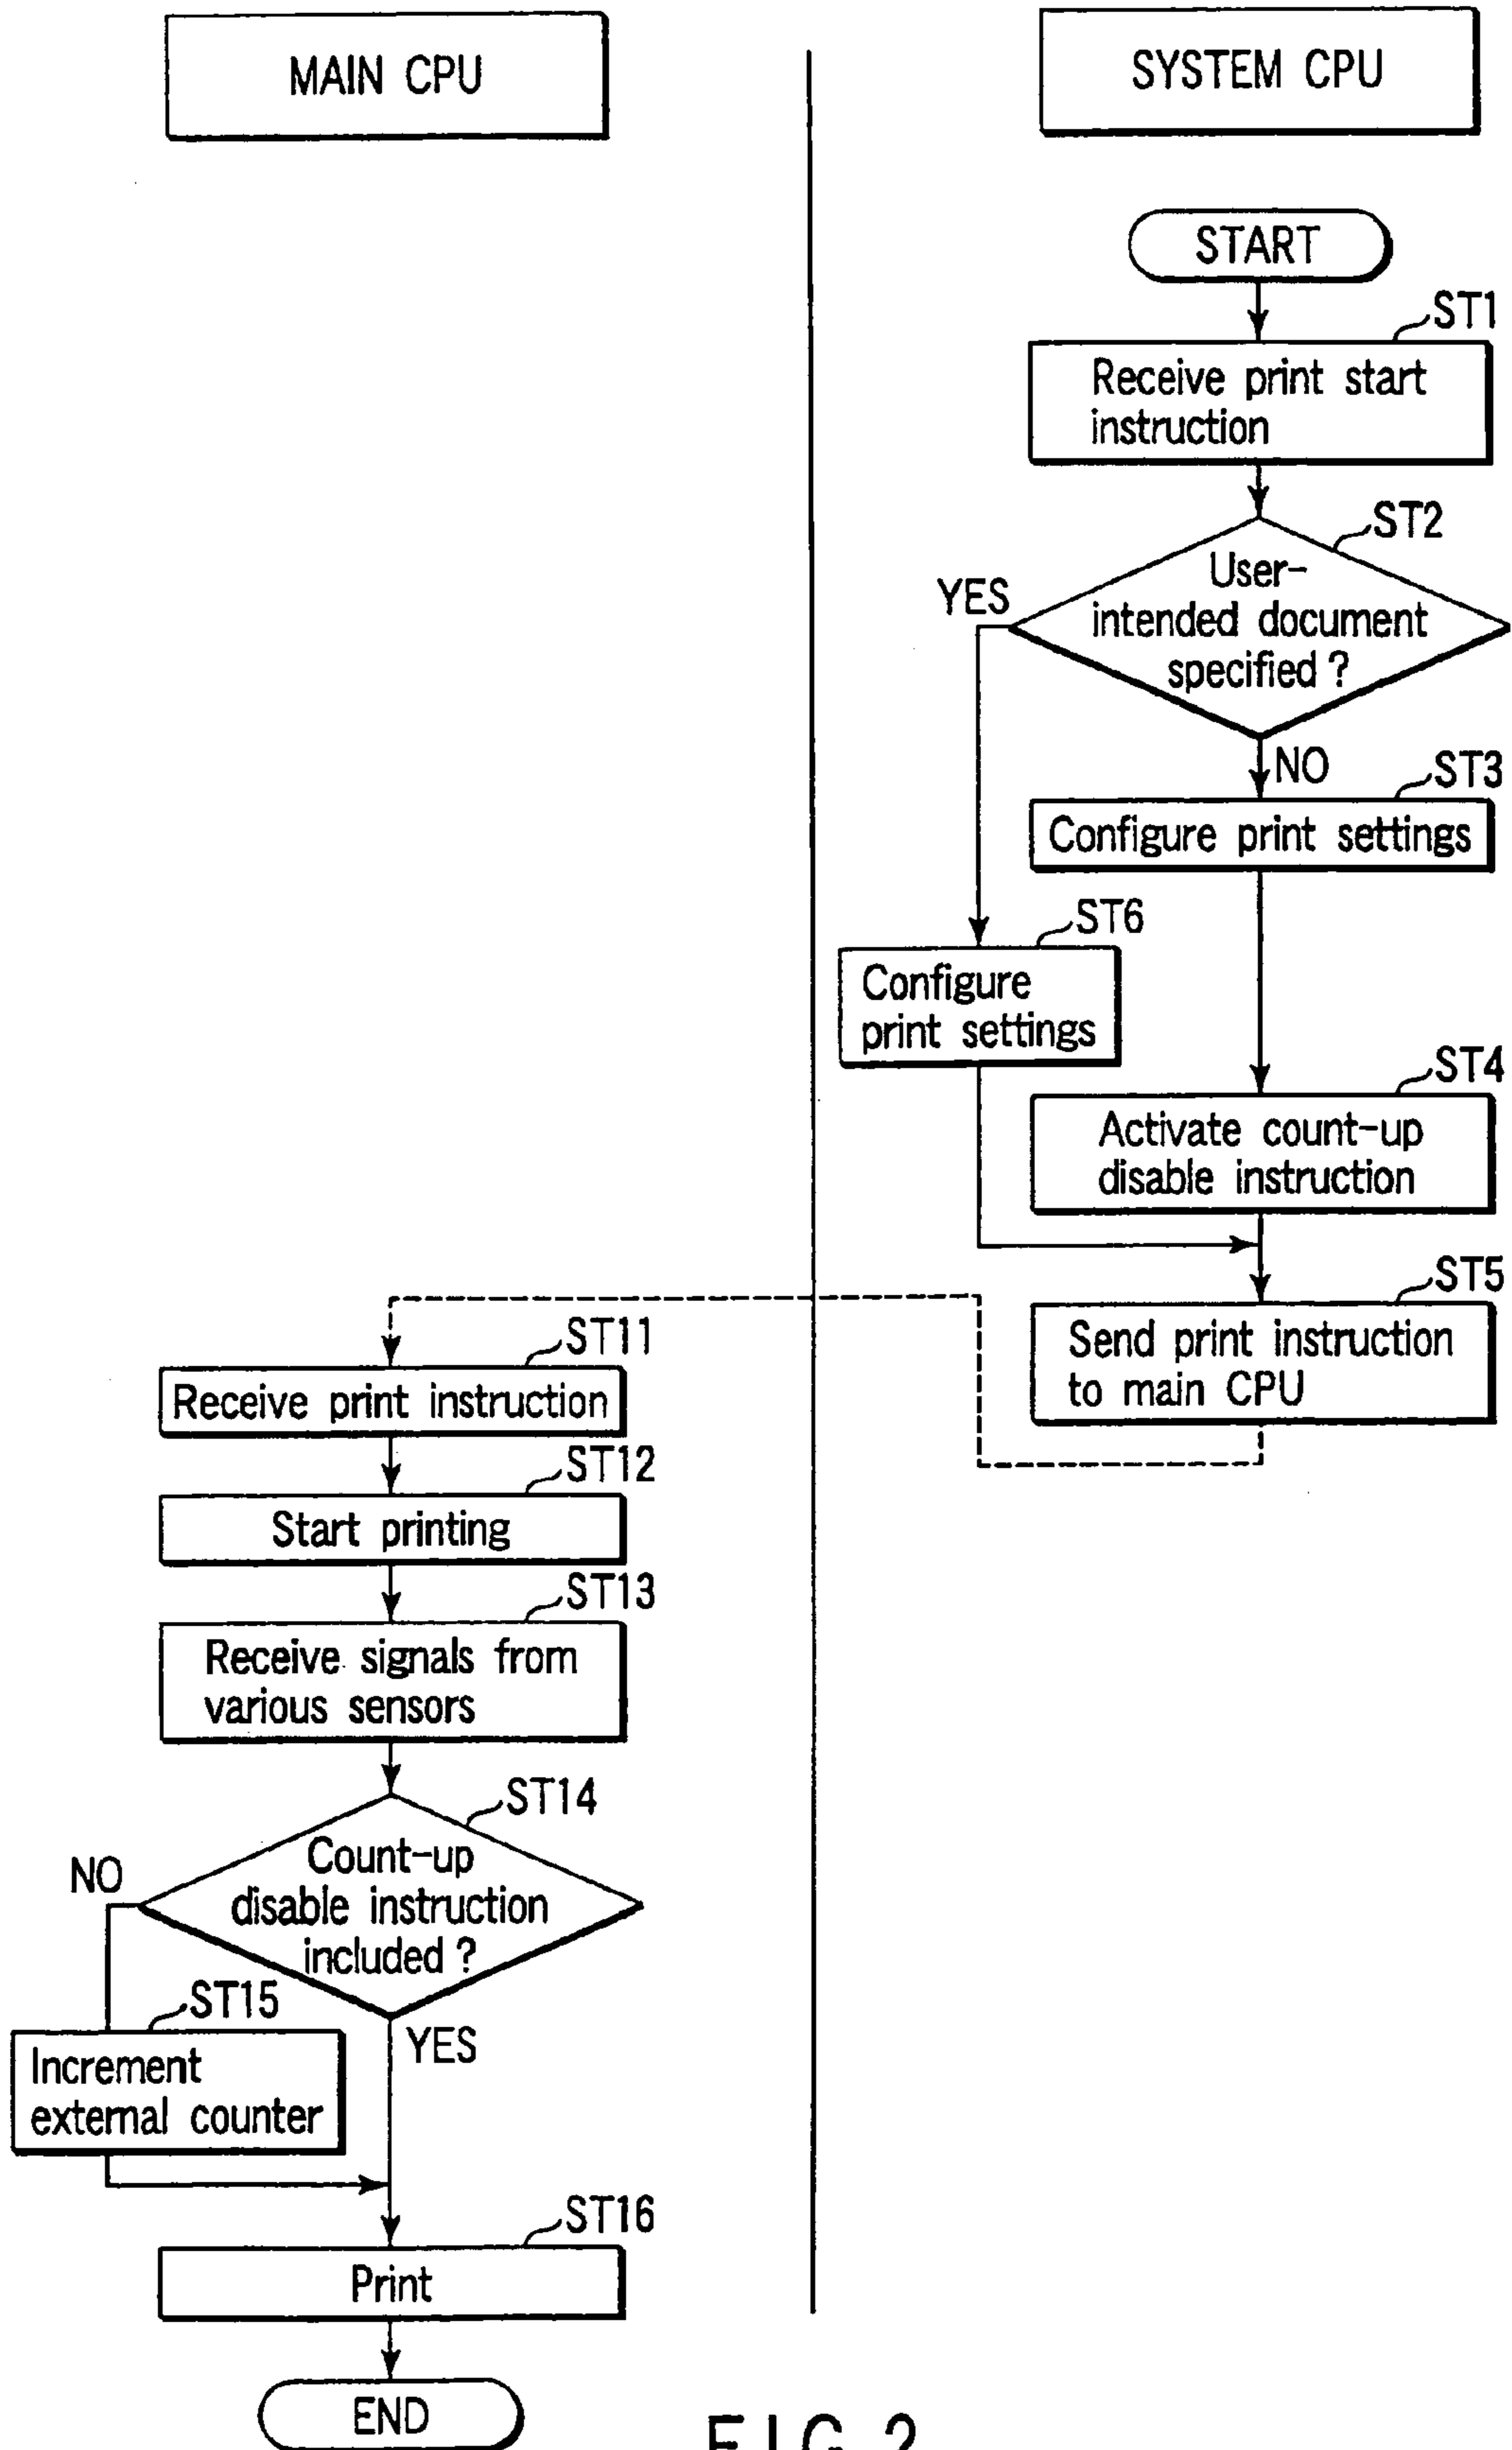 MAIN CPU
SYSTEM CPU
START
ST1
Receive print start
instruction
ST2
User-
intended document
specified ?
YES
NO
ST3
Configure print settings
ST6
Configure
print settings
ST4
Activate count-up
disable instruction
ST5
Send print instruction
to main CPU
ST11
Receive print instruction
ST12
Start printing
ST13
Receive signals from
various sensors
ST14
Count-up
disable instruction
included ?
NO
YES
ST15
Increment
external counter
ST16
Print
END
FIG. 2